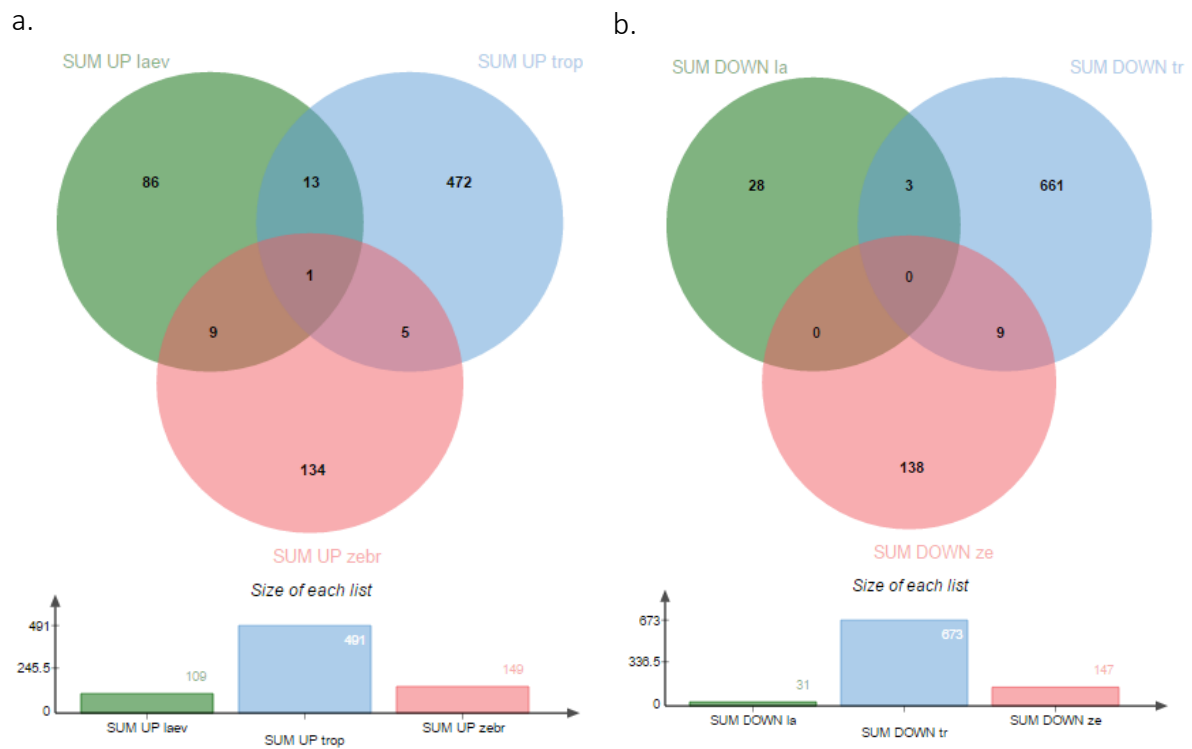 a.
SUM UP laev
SUM UP trop
86
13
472
1
9
5
134
SUM UP zebr
Size of each list
491
245.5
0
109
491
149
SUM UP laev
SUM UP trop
SUM UP zebr
b.
SUM DOWN la
SUM DOWN tr
28
3
661
0
0
9
138
SUM DOWN ze
Size of each list
673
336.5
0
31
673
147
SUM DOWN la
SUM DOWN tr
SUM DOWN ze